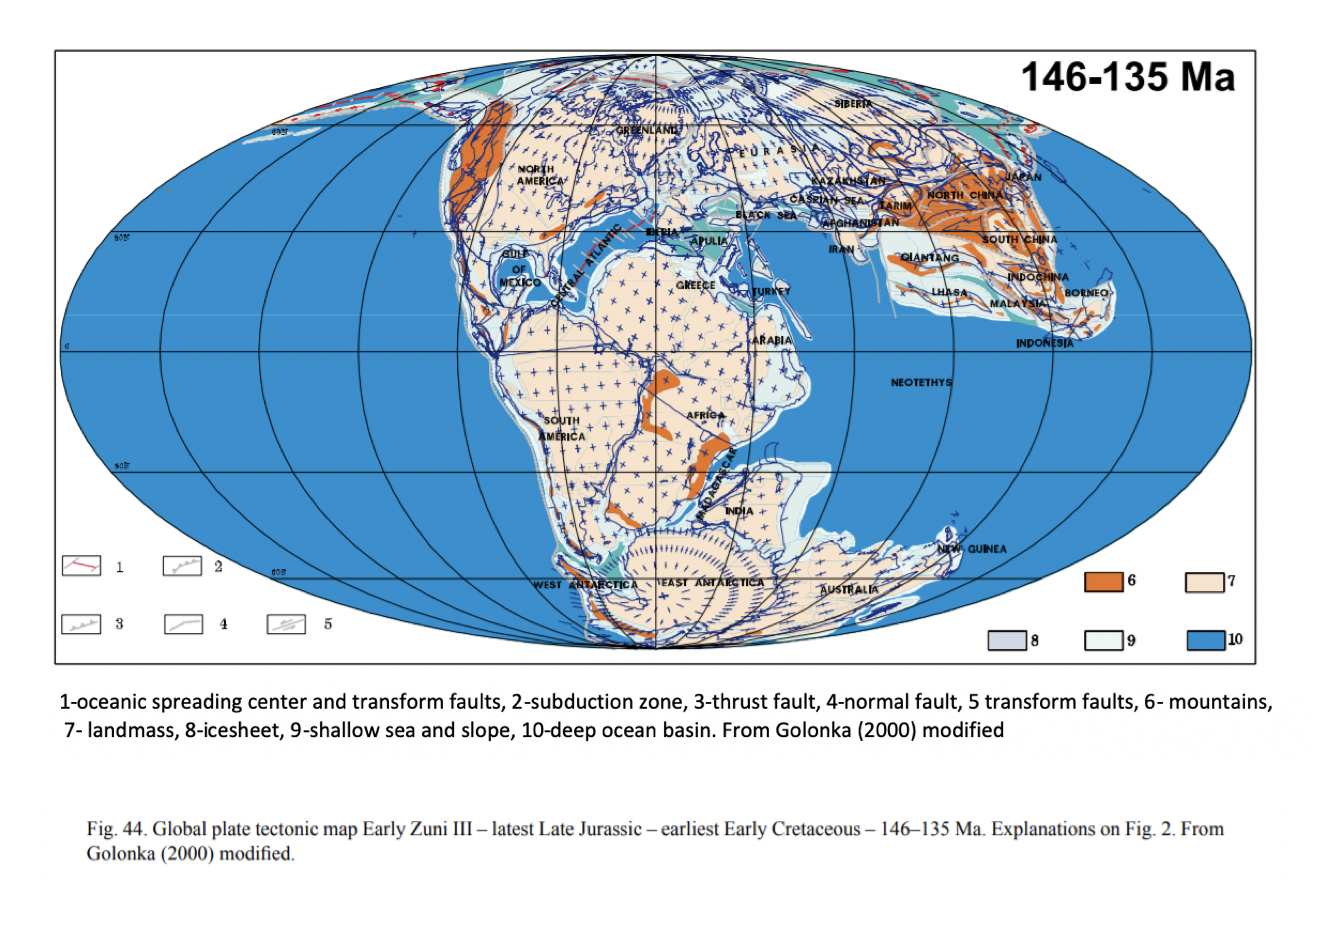 146-135 Ma
SIBERIA
GREENLAND
EURASIA
NORTH
AMERICA
KAZAKHSTAN
JAPAN
NORTH CHINA
CASPIAN SEA
TARIM
BLACK SEA
AFGHANISTAN
IBERIA
APULIA
SOUTH CHINA
IRAN
QIANTANG
GULF
OF
MEXICO
CENTRAL ATLANTIC
GREECE
TURKEY
INDOCHINA
LHASA
BORNEO
MALAYSIA
ARABIA
INDONESIA
0
NEOTETHYS
SOUTH
AMERICA
AFRICA
MADAGASCAR
INDIA
NEW GUINEA
WEST ANTARCTICA
EAST ANTARCTICA
AUSTRALIA
1
2
3
4
5
6
7
8
9
10
1-oceanic spreading center and transform faults, 2-subduction zone, 3-thrust fault, 4-normal fault, 5 transform faults, 6- mountains,
7- landmass, 8-icesheet, 9-shallow sea and slope, 10-deep ocean basin. From Golonka (2000) modified
Fig. 44. Global plate tectonic map Early Zuni III – latest Late Jurassic – earliest Early Cretaceous – 146–135 Ma. Explanations on Fig. 2. From
Golonka (2000) modified.